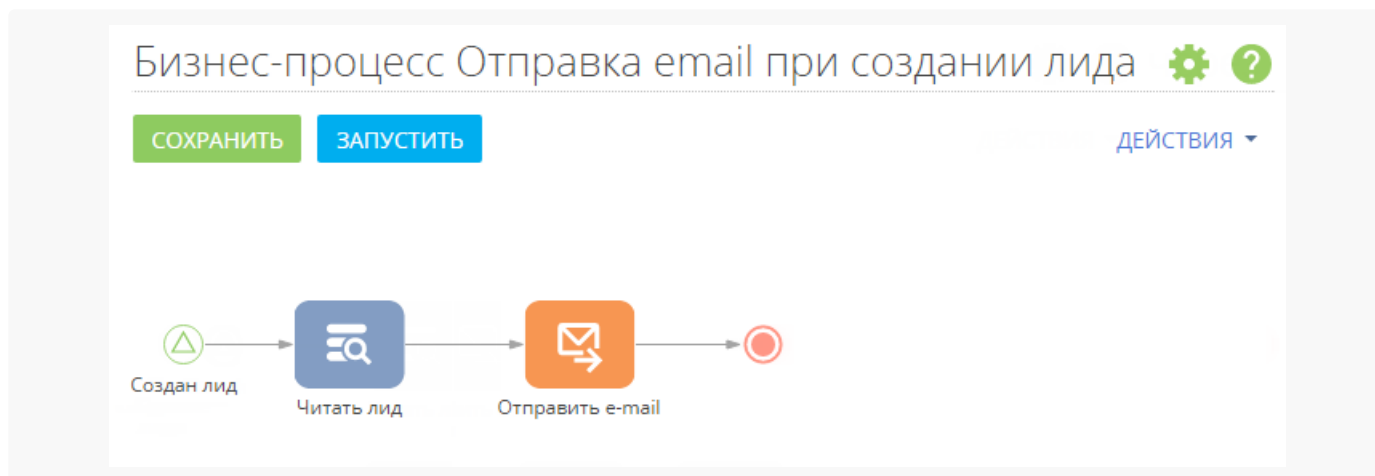 Бизнес-процесс Отправка email при создании лида ?
СОХРАНИТЬ ЗАПУСТИТЬ ДЕЙСТВИЯ
Создан лид
Читать лид Отправить e-mail